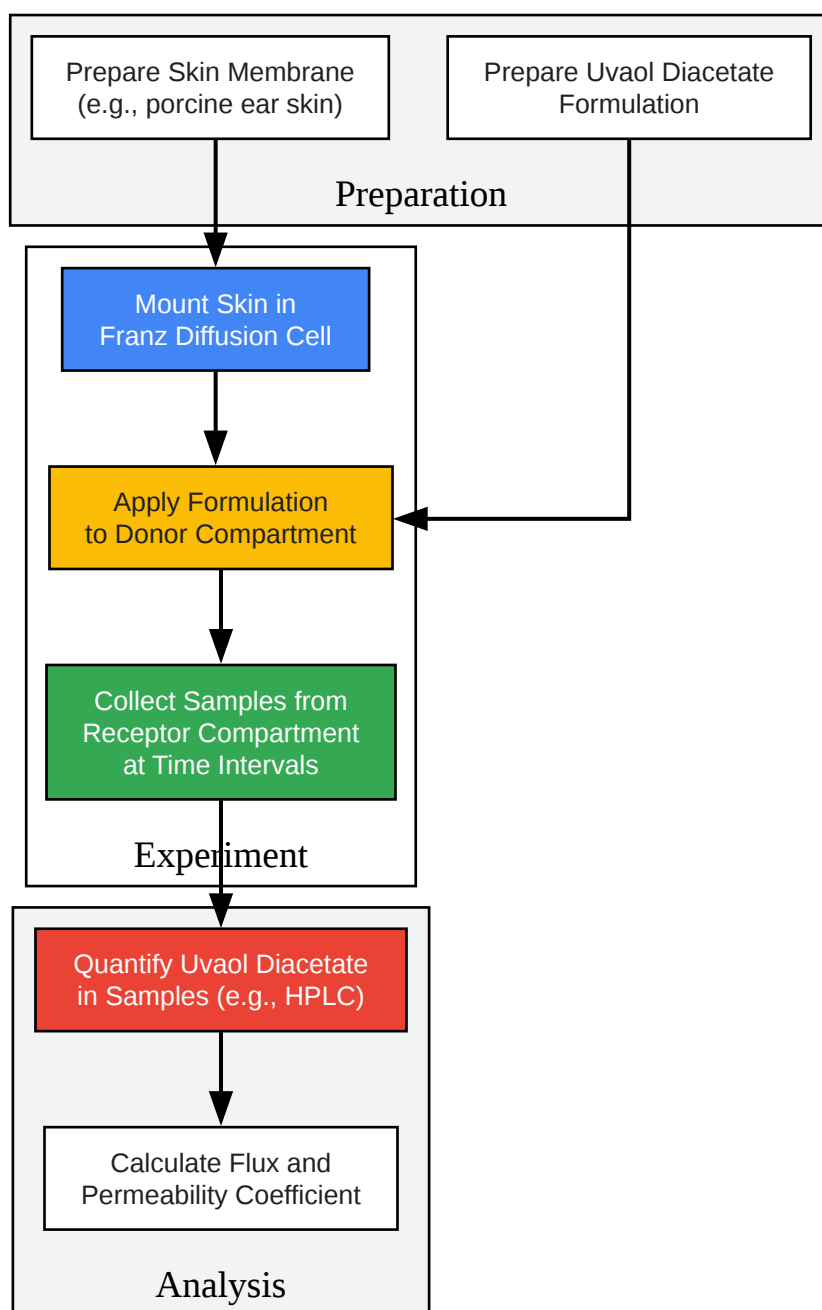 Prepare Skin Membrane
(e.g., porcine ear skin)
Prepare Uvaol Diacetate
Formulation
Preparation
Mount Skin in
Franz Diffusion Cell
Apply Formulation
to Donor Compartment
Collect Samples from
Receptor Compartment
at Time Intervals
Experiment
Quantify Uvaol Diacetate
in Samples (e.g., HPLC)
Calculate Flux and
Permeability Coefficient
Analysis